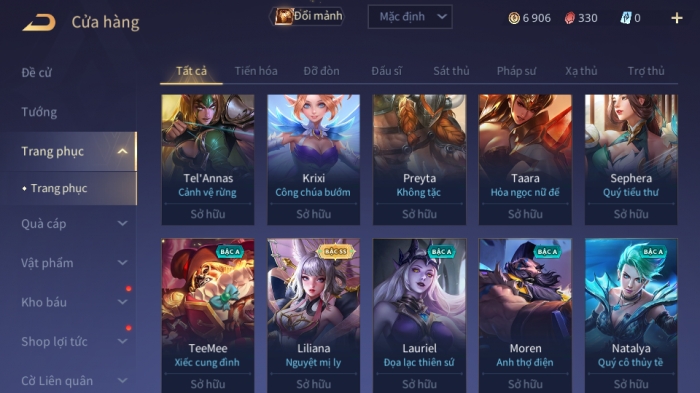 Cửa hàng
Đổi mảnh
Mặc định
6 906
330
0
Đề cử
Tướng
Trang phục
Trang phục
Quà cáp
Vật phẩm
Kho báu
Shop lợi tức
Cờ Liên quân
Tất cả
Tiến hóa
Đỡ đòn
Đấu sĩ
Sát thủ
Pháp sư
Xạ thủ
Trợ thủ
Tel'Annas
Cảnh vệ rừng
Sở hữu
Krixi
Công chúa bướm
Sở hữu
Preyta
Không tặc
Sở hữu
Taara
Hỏa ngọc nữ đế
Sở hữu
Sephera
Quý tiểu thư
Sở hữu
BẬC A
TeeMee
Xiếc cung đình
Sở hữu
BẬC SS
Liliana
Nguyệt mị ly
Sở hữu
BẬC A
Lauriel
Đọa lạc thiên sứ
Sở hữu
BẬC A
Moren
Anh thợ điện
Sở hữu
BẬC A
Natalya
Quý cô thủy tề
Sở hữu